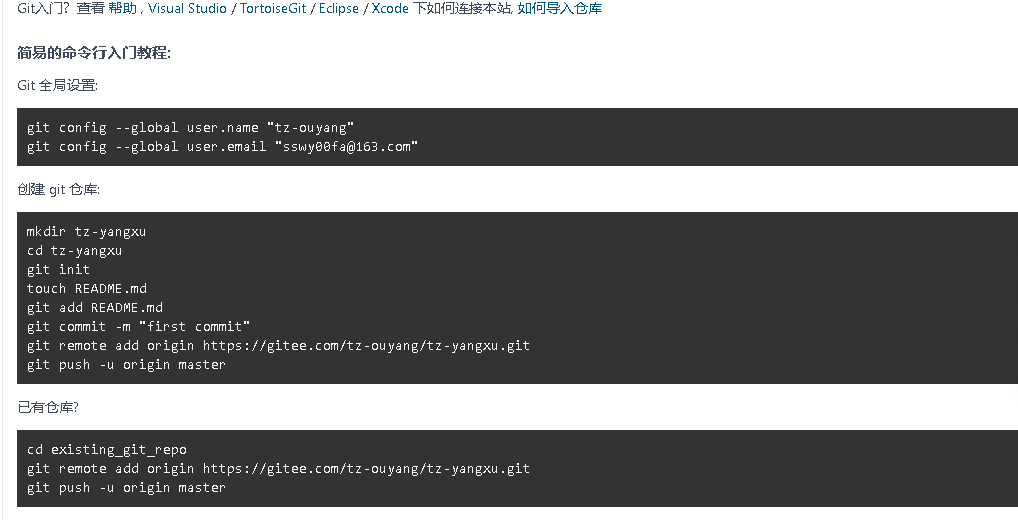 Git入门？查看 帮助 , Visual Studio / TortoiseGit / Eclipse / Xcode 下如何连接本站, 如何导入仓库
简易的命令行入门教程:
Git 全局设置:
git config --global user.name "tz-ouyang"
git config --global user.email "sswy00fa@163.com"
创建 git 仓库:
mkdir tz-yangxu
cd tz-yangxu
git init
touch README.md
git add README.md
git commit -m "first commit"
git remote add origin https://gitee.com/tz-ouyang/tz-yangxu.git
git push -u origin master
已有仓库?
cd existing_git_repo
git remote add origin https://gitee.com/tz-ouyang/tz-yangxu.git
git push -u origin master